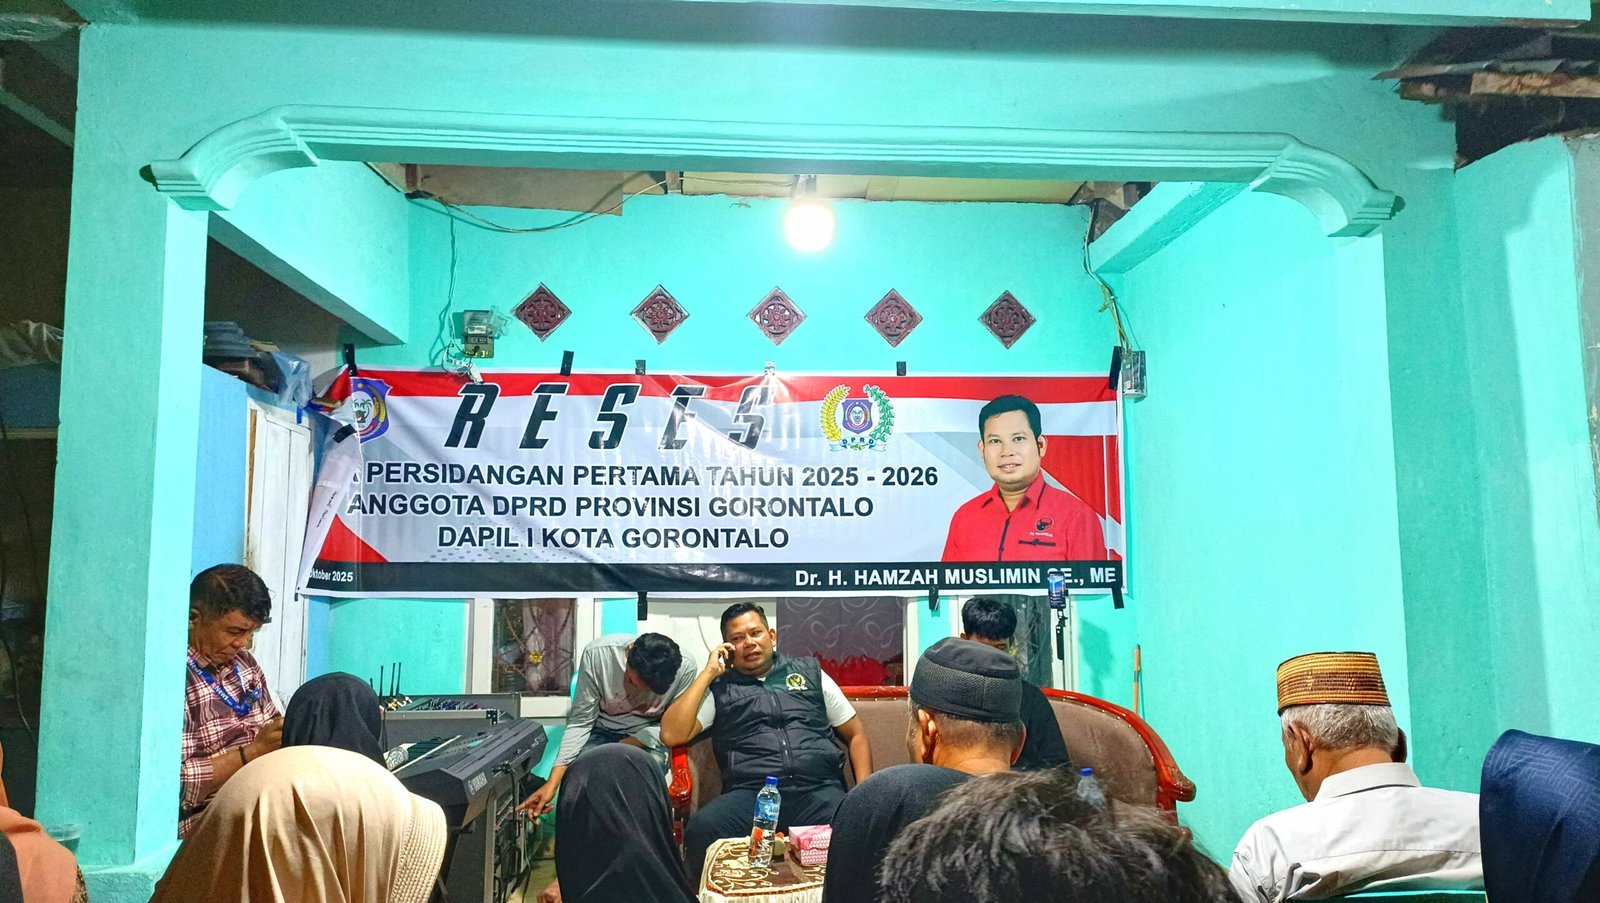 RESES
PERSIDANGAN PERTAMA TAHUN 2025 - 2026
ANGGOTA DPRD PROVINSI GORONTALO
DAPIL I KOTA GORONTALO
DPRD
Oktober 2025
Dr. H. HAMZAH MUSLIMIN SE., ME
YAMAHA